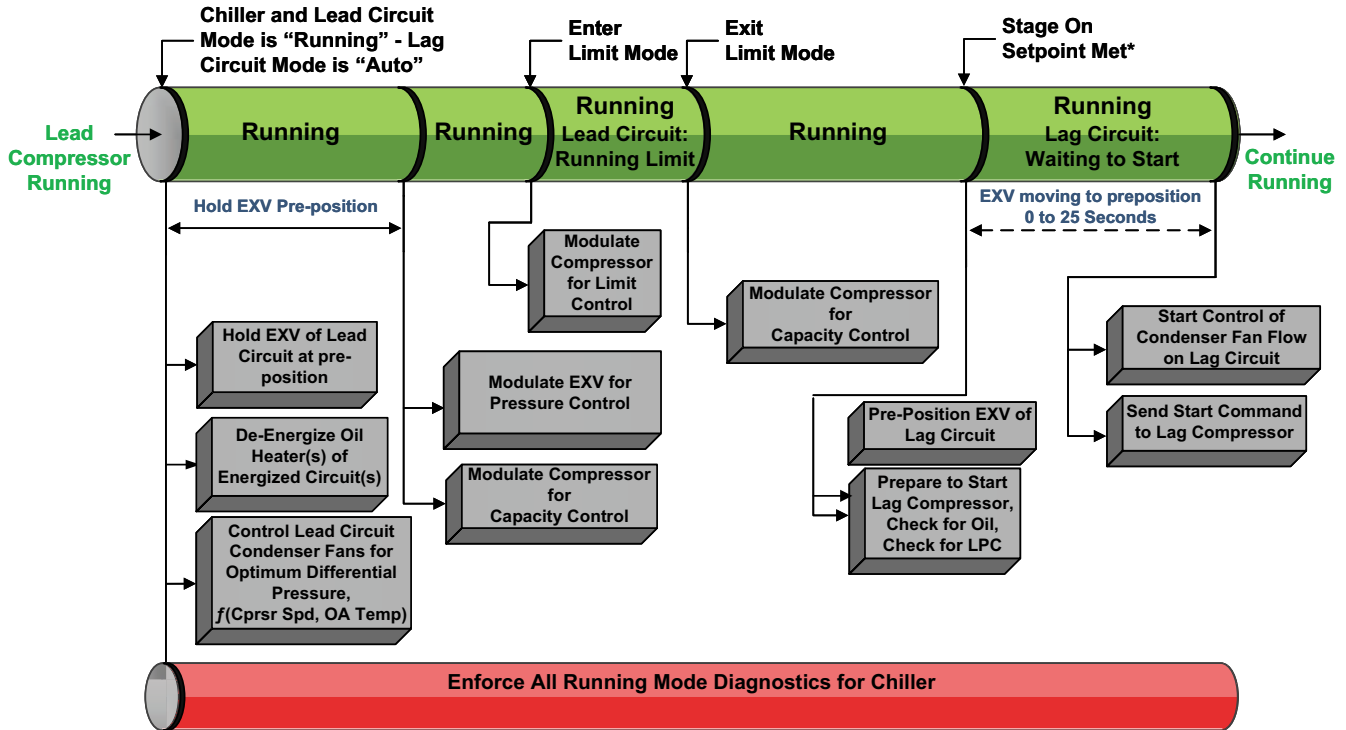 Chiller and Lead Circuit
Mode is “Running” - Lag
Circuit Mode is “Auto”
Enter
Limit Mode
Exit
Limit Mode
Stage On
Setpoint Met*
Lead
Compressor
Running
Running
Running
Running
Lead Circuit:
Running Limit
Running
Running
Lag Circuit:
Waiting to Start
Continue
Running
Hold EXV Pre-position
EXV moving to preposition
0 to 25 Seconds
Hold EXV of Lead
Circuit at pre-
position
De-Energize Oil
Heater(s) of
Energized Circuit(s)
Control Lead Circuit
Condenser Fans for
Optimum Differential
Pressure,
ƒ(Cprsr Spd, OA Temp)
Modulate
Compressor
for Limit
Control
Modulate EXV for
Pressure Control
Modulate Compressor
for
Capacity Control
Modulate Compressor
for
Capacity Control
Pre-Position EXV of
Lag Circuit
Prepare to Start
Lag Compressor,
Check for Oil,
Check for LPC
Start Control of
Condenser Fan Flow
on Lag Circuit
Send Start Command
to Lag Compressor
Enforce All Running Mode Diagnostics for Chiller